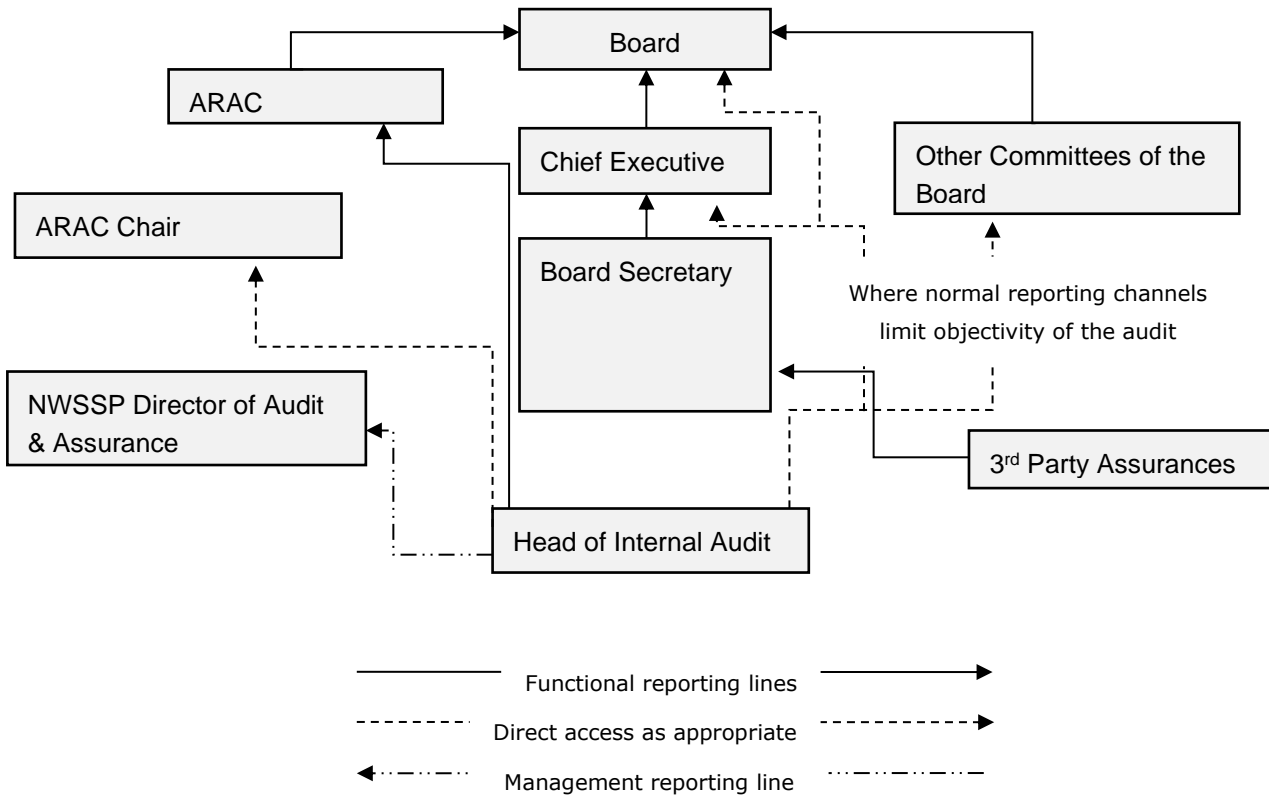 Board
ARAC
Chief Executive
Other Committees of the
Board
ARAC Chair
Board Secretary
Where normal reporting channels
limit objectivity of the audit
NWSSP Director of Audit
& Assurance
3rd Party Assurances
Head of Internal Audit
Functional reporting lines
Direct access as appropriate
Management reporting line